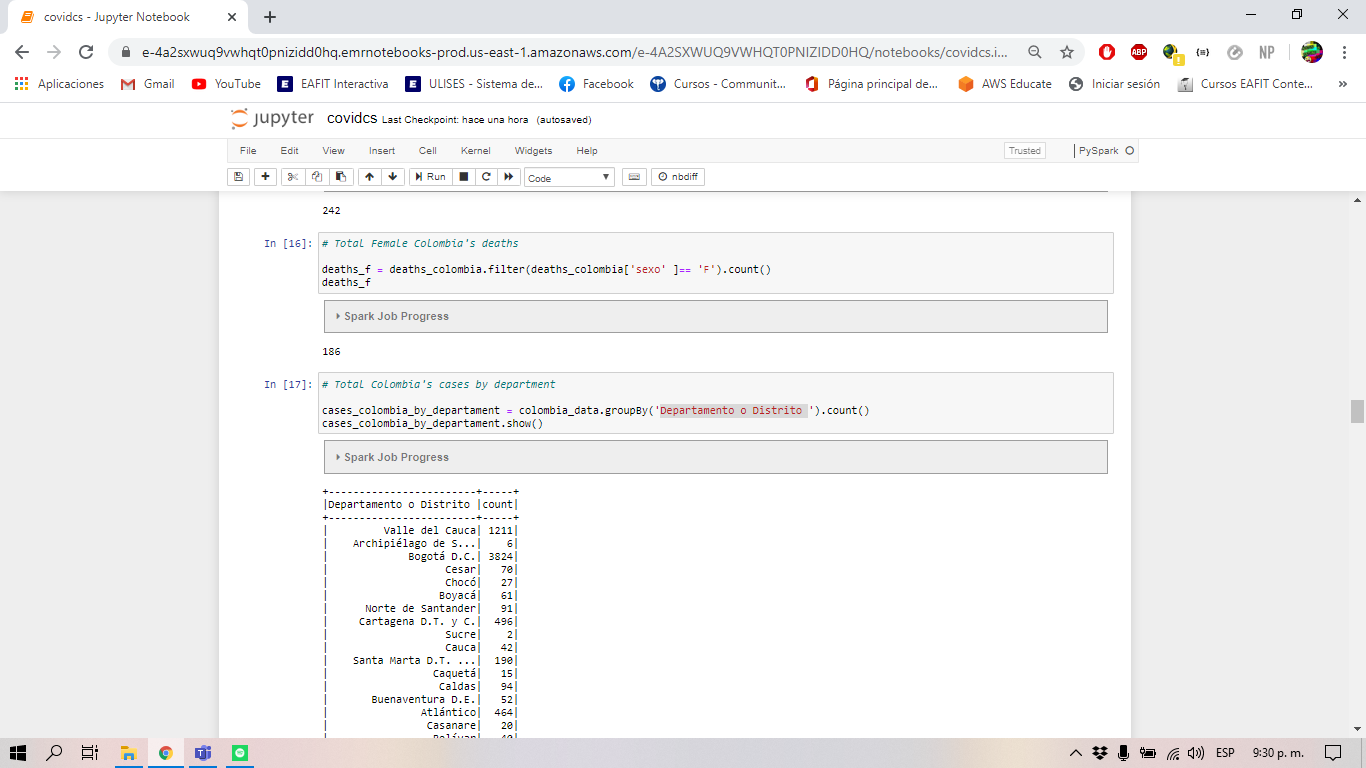 covidcs - Jupyter Notebook
e-4a2sxwuq9vwhqt0pnizidd0hq.emrnotebooks-prod.us-east-1.amazonaws.com/e-4A2SXWUQ9VWHQT0PNIZIDD0HQ/notebooks/covidcs.i...
ABP
NP
Aplicaciones Gmail YouTube EAFIT Interactiva ULISES - Sistema de... Facebook Cursos - Communit... Página principal de... AWS Educate Iniciar sesión Cursos EAFIT Conte... »
jupyter covidcs Last Checkpoint: hace una hora (autosaved)
File Edit View Insert Cell Kernel Widgets Help Trusted PySpark
Run Code nbdiff
242
In [16]: # Total Female Colombia's deaths
deaths_f = deaths_colombia.filter(deaths_colombia['sexo' ]== 'F').count()
deaths_f
Spark Job Progress
186
In [17]: # Total Colombia's cases by department
cases_colombia_by_departament = colombia_data.groupBy('Departamento o Distrito ').count()
cases_colombia_by_departament.show()
Spark Job Progress
+------------------------+-----+
|Departamento o Distrito |count|
+------------------------+-----+
| Valle del Cauca| 1211|
| Archipiélago de S...| 6|
| Bogotá D.C.| 3824|
| Cesar| 70|
| Chocó| 27|
| Boyacá| 61|
| Norte de Santander| 91|
| Cartagena D.T. y C.| 496|
| Sucre| 2|
| Cauca| 42|
| Santa Marta D.T. ...| 190|
| Caquetá| 15|
| Caldas| 94|
| Buenaventura D.E.| 52|
| Atlántico| 464|
| Casanare| 20|
ESP 9:30 p. m.